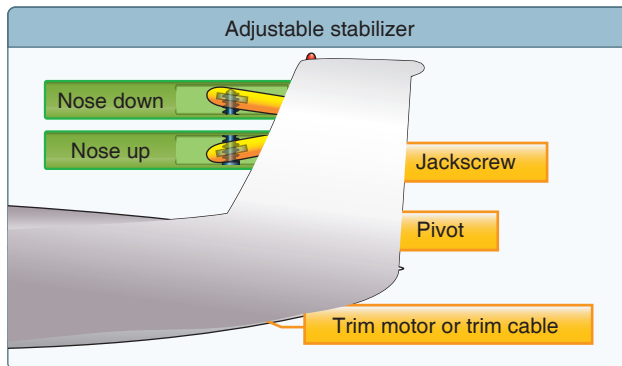 Adjustable stabilizer
Nose down
Nose up
Jackscrew
Pivot
Trim motor or trim cable